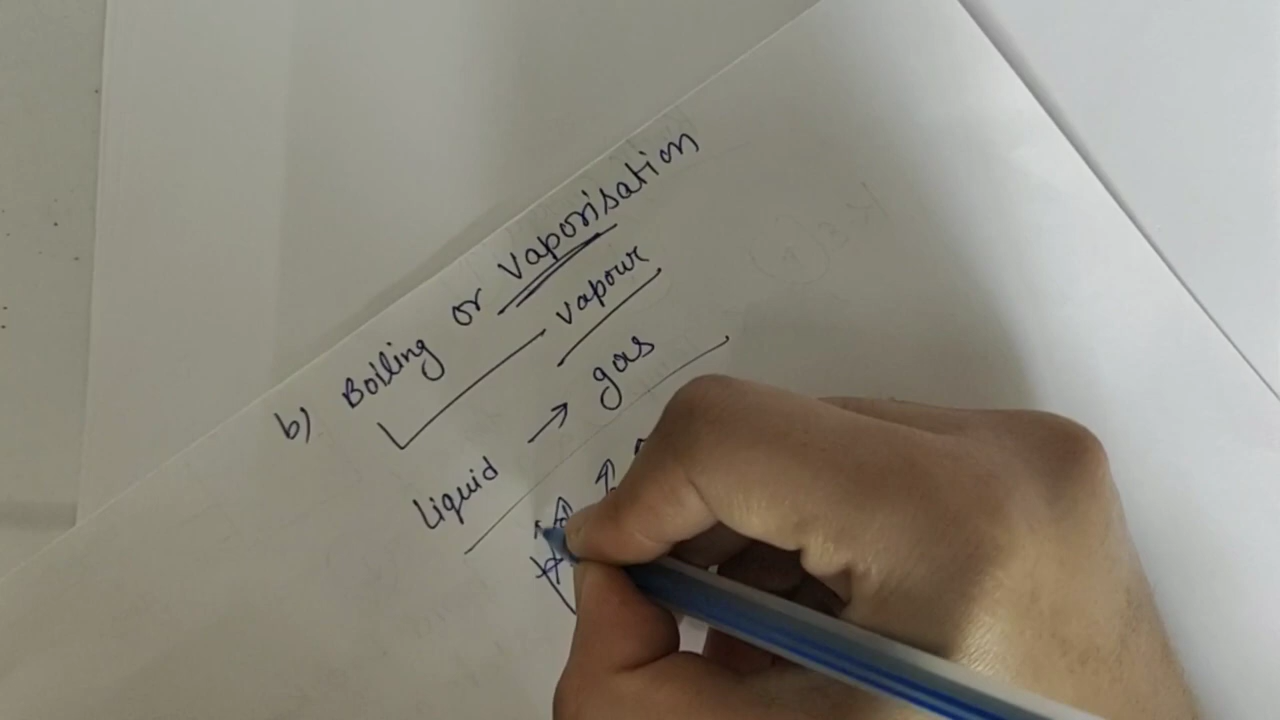 b) Boiling or Vaporisation
vapour
Liquid → gas